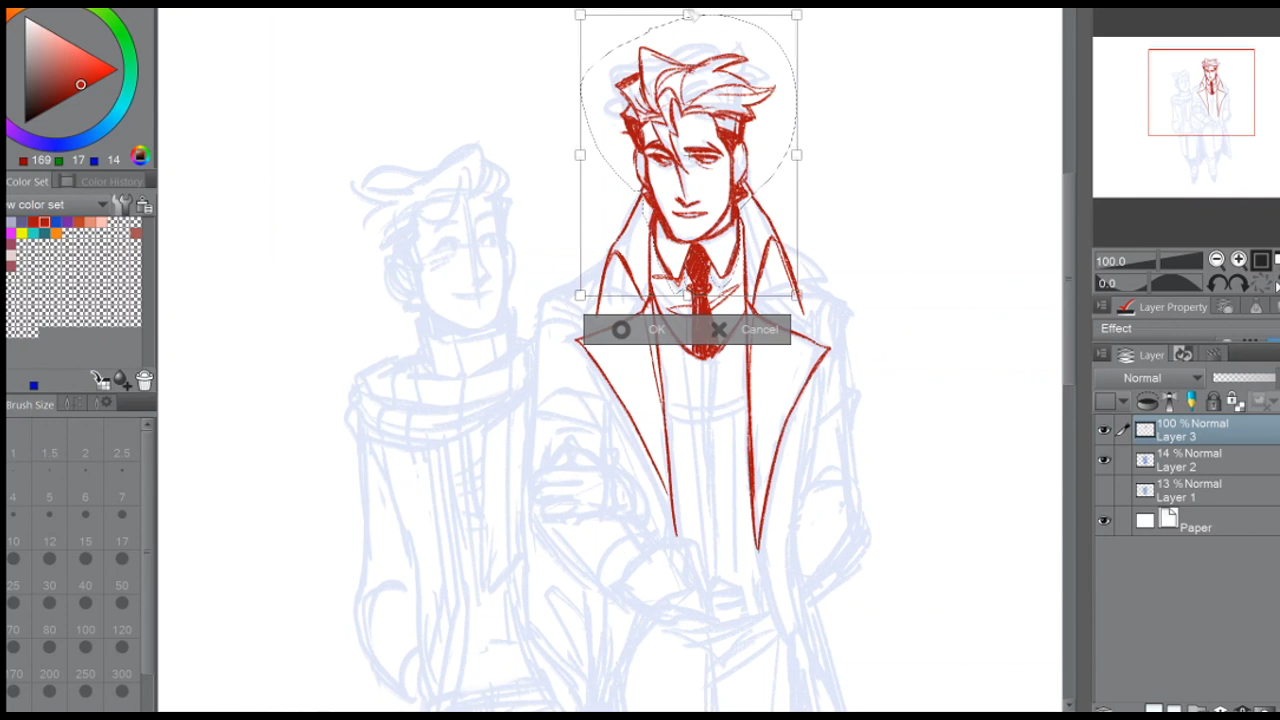 169 17 14
Color Set Color History
w color set
Brush Size
1 1.5 2 2.5
4 5 6 7
10 12 15 17
25 30 40 50
70 80 100 120
170 200 250 300
OK Cancel
100.0
0.0
Layer Property
Effect
Layer
Normal
100 % Normal
Layer 3
14 % Normal
Layer 2
13 % Normal
Layer 1
Paper